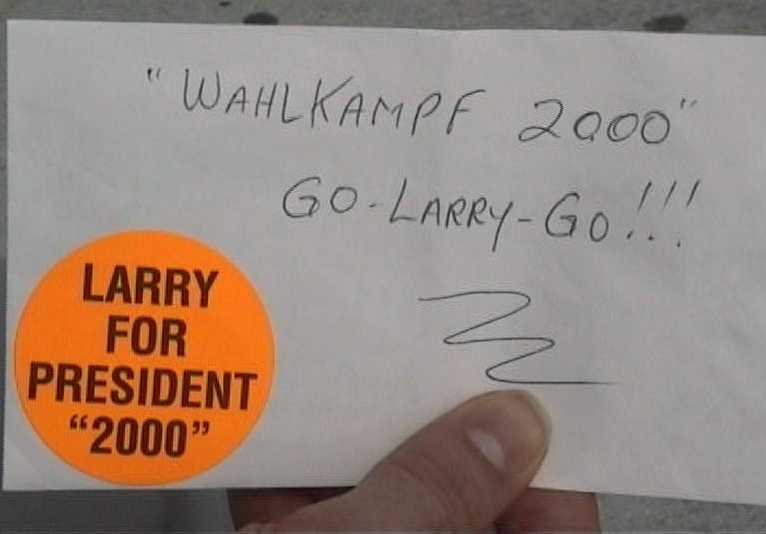 "WAHLKAMPF 2000"
GO-LARRY-GO!!!
LARRY
FOR
PRESIDENT
“2000”